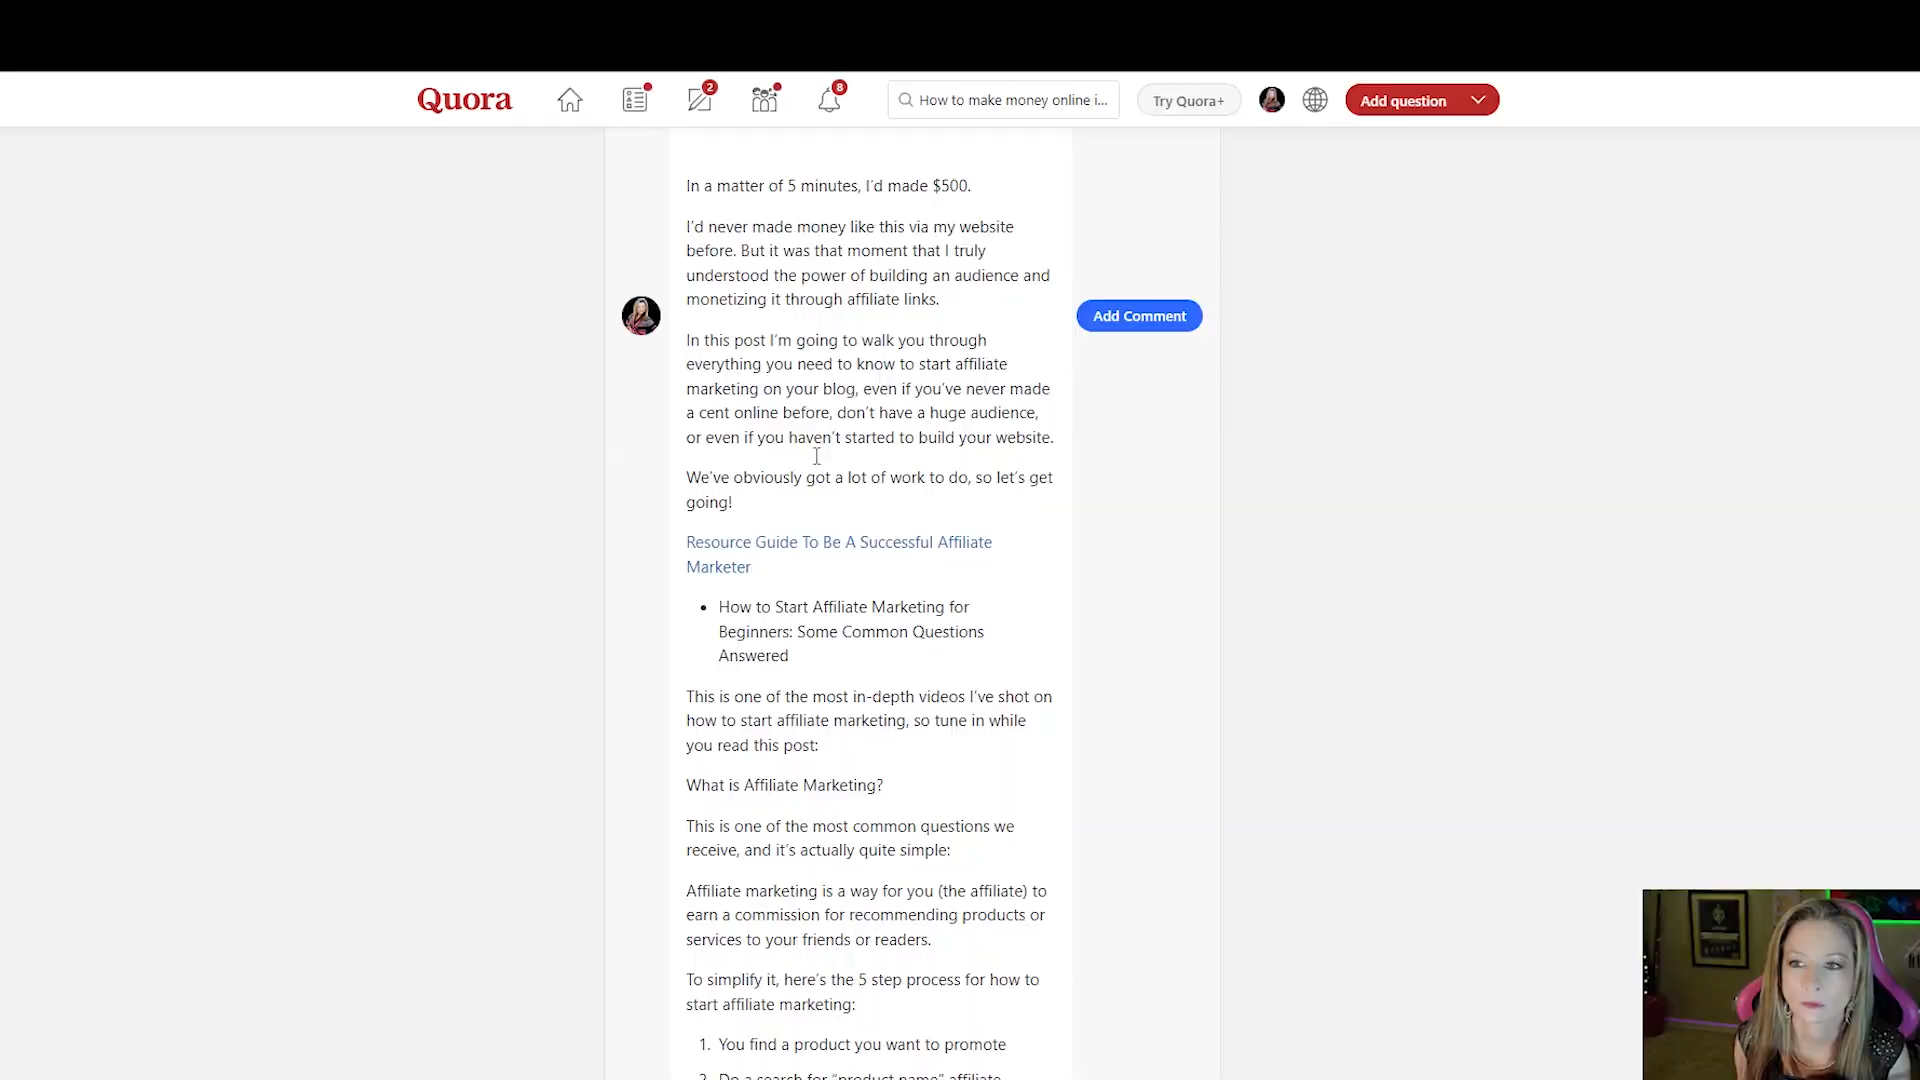 Quora
2
8
How to make money online i...
Try Quora+
Add question
In a matter of 5 minutes, I’d made $500.
I’d never made money like this via my website
before. But it was that moment that I truly
understood the power of building an audience and
monetizing it through affiliate links.
Add Comment
In this post I’m going to walk you through
everything you need to know to start affiliate
marketing on your blog, even if you’ve never made
a cent online before, don’t have a huge audience,
or even if you haven’t started to build your website.
We’ve obviously got a lot of work to do, so let’s get
going!
Resource Guide To Be A Successful Affiliate
Marketer
• How to Start Affiliate Marketing for
Beginners: Some Common Questions
Answered
This is one of the most in-depth videos I’ve shot on
how to start affiliate marketing, so tune in while
you read this post:
What is Affiliate Marketing?
This is one of the most common questions we
receive, and it’s actually quite simple:
Affiliate marketing is a way for you (the affiliate) to
earn a commission for recommending products or
services to your friends or readers.
To simplify it, here’s the 5 step process for how to
start affiliate marketing:
1. You find a product you want to promote
2. Do a search for “product name” affiliate